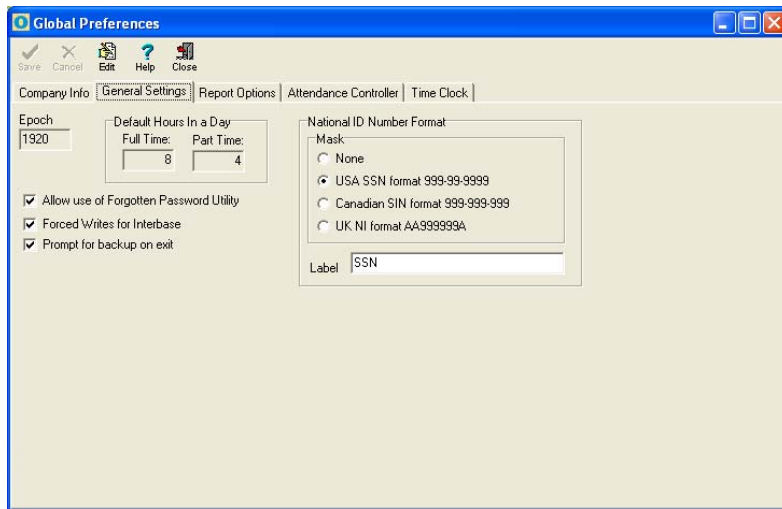 Global Preferences
Save Cancel Edit Help Close
Company Info General Settings Report Options Attendance Controller Time Clock
Epoch
1920
Default Hours In a Day
Full Time: Part Time:
8 4
Allow use of Forgotten Password Utility
Forced Writes for Interbase
Prompt for backup on exit
National ID Number Format
Mask
None
USA SSN format 999-99-9999
Canadian SIN format 999-999-999
UK NI format AA999999A
Label SSN